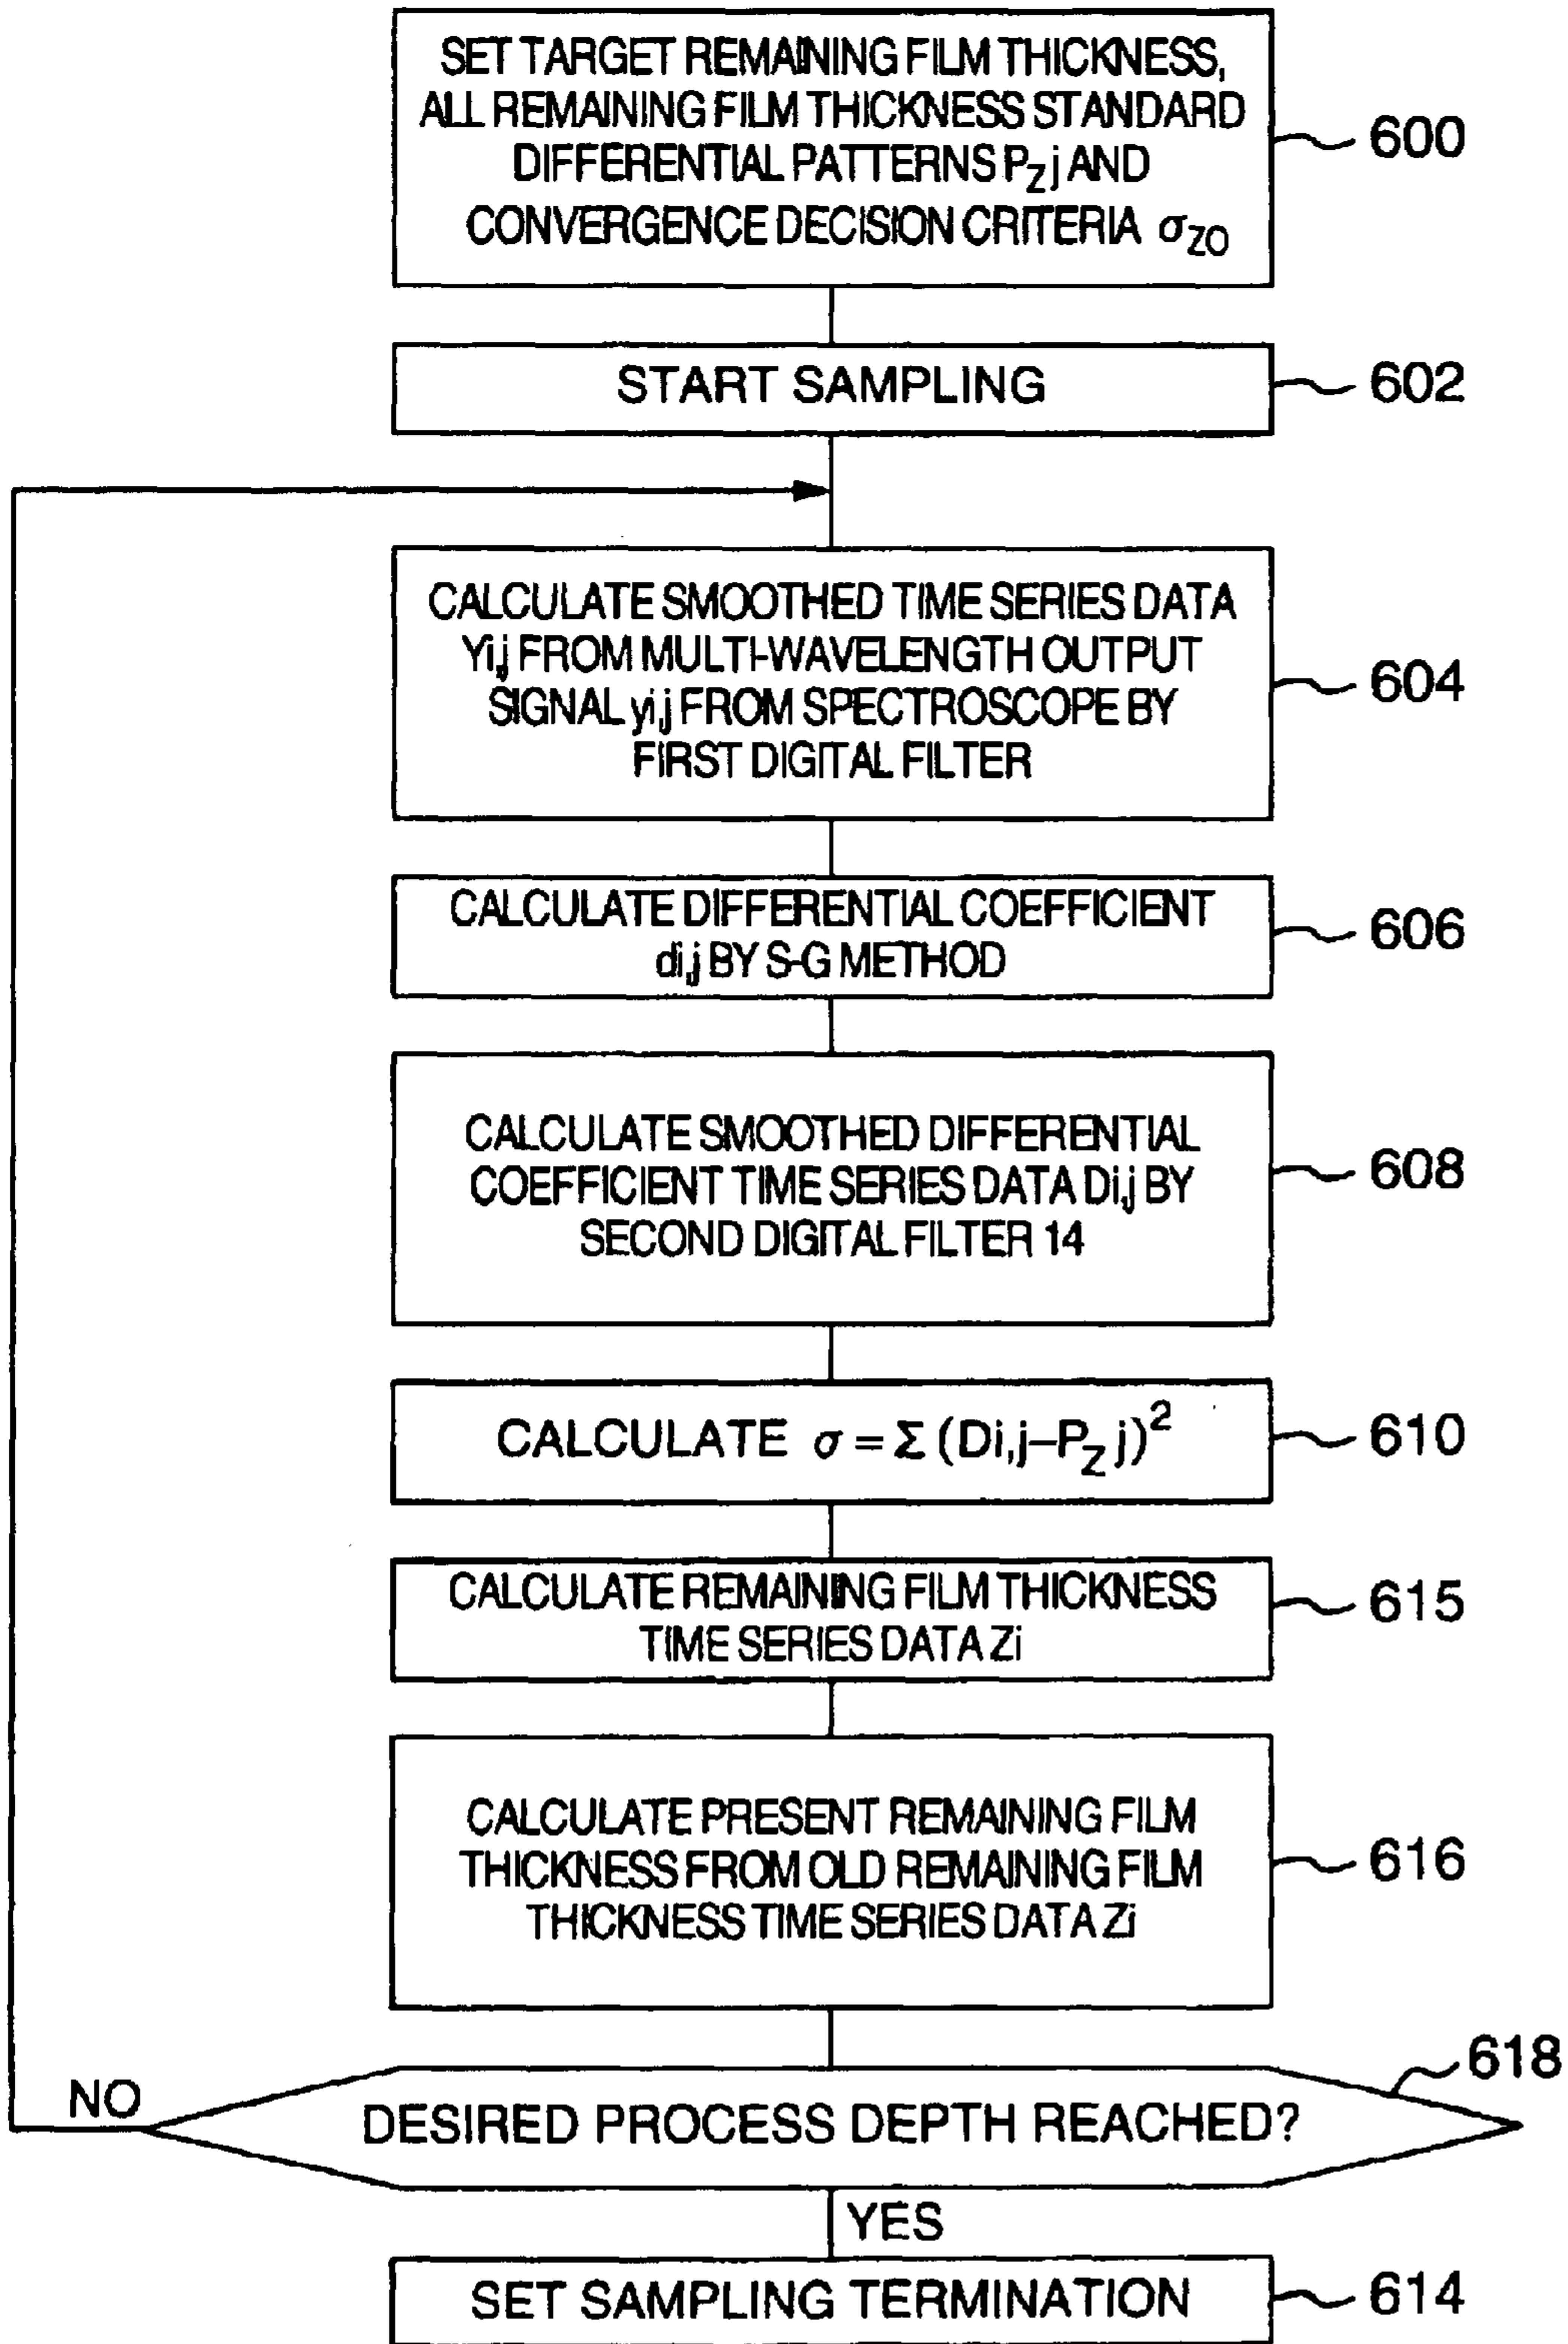 SET TARGET REMAINING FILM THICKNESS,
ALL REMAINING FILM THICKNESS STANDARD
DIFFERENTIAL PATTERNS PZ j AND
CONVERGENCE DECISION CRITERIA σZO
600
START SAMPLING
602
CALCULATE SMOOTHED TIME SERIES DATA
Yi,j FROM MULTI-WAVELENGTH OUTPUT
SIGNAL yi,j FROM SPECTROSCOPE BY
FIRST DIGITAL FILTER
604
CALCULATE DIFFERENTIAL COEFFICIENT
di,j BY S-G METHOD
606
CALCULATE SMOOTHED DIFFERENTIAL
COEFFICIENT TIME SERIES DATA Di,j BY
SECOND DIGITAL FILTER 14
608
CALCULATE σ = Σ (Di,j–PZ j)²
610
CALCULATE REMAINING FILM THICKNESS
TIME SERIES DATA Zi
615
CALCULATE PRESENT REMAINING FILM
THICKNESS FROM OLD REMAINING FILM
THICKNESS TIME SERIES DATA Zi
616
618
NO
DESIRED PROCESS DEPTH REACHED?
YES
SET SAMPLING TERMINATION
614